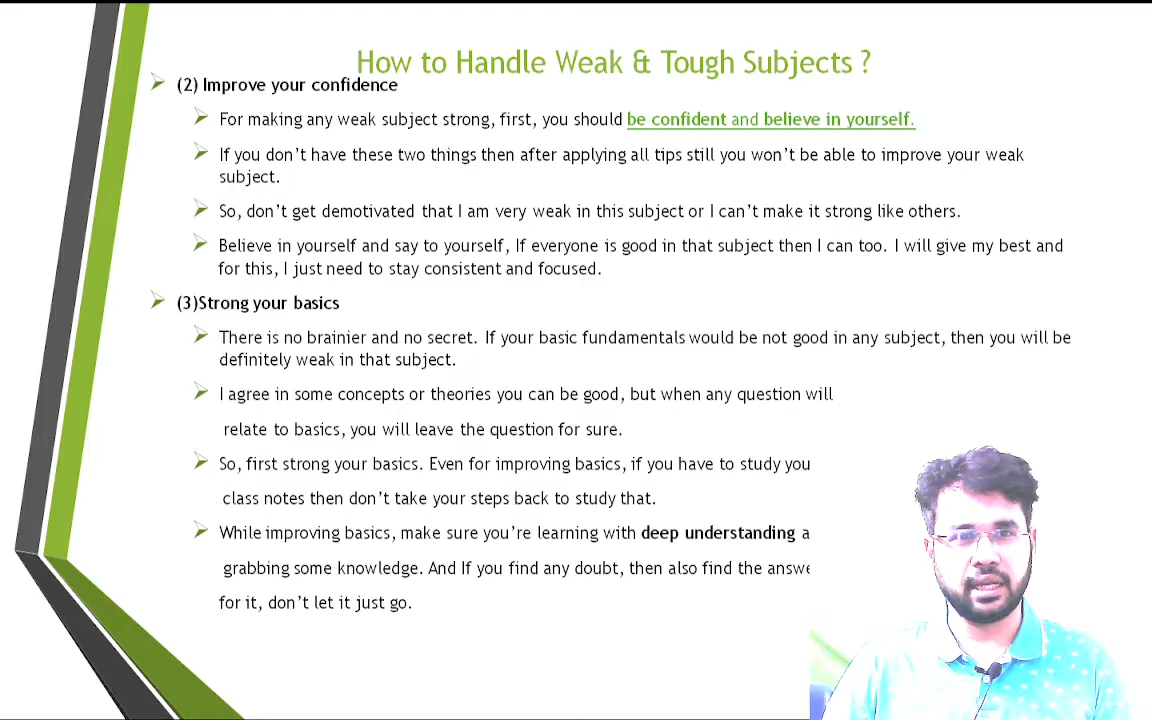 How to Handle Weak & Tough Subjects ?
(2) Improve your confidence
For making any weak subject strong, first, you should be confident and believe in yourself.
If you don't have these two things then after applying all tips still you won't be able to improve your weak
subject.
So, don't get demotivated that I am very weak in this subject or I can't make it strong like others.
Believe in yourself and say to yourself, If everyone is good in that subject then I can too. I will give my best and
for this, I just need to stay consistent and focused.
(3)Strong your basics
There is no brainier and no secret. If your basic fundamentals would be not good in any subject, then you will be
definitely weak in that subject.
I agree in some concepts or theories you can be good, but when any question will
relate to basics, you will leave the question for sure.
So, first strong your basics. Even for improving basics, if you have to study you
class notes then don't take your steps back to study that.
While improving basics, make sure you're learning with deep understanding a
grabbing some knowledge. And If you find any doubt, then also find the answe
for it, don't let it just go.